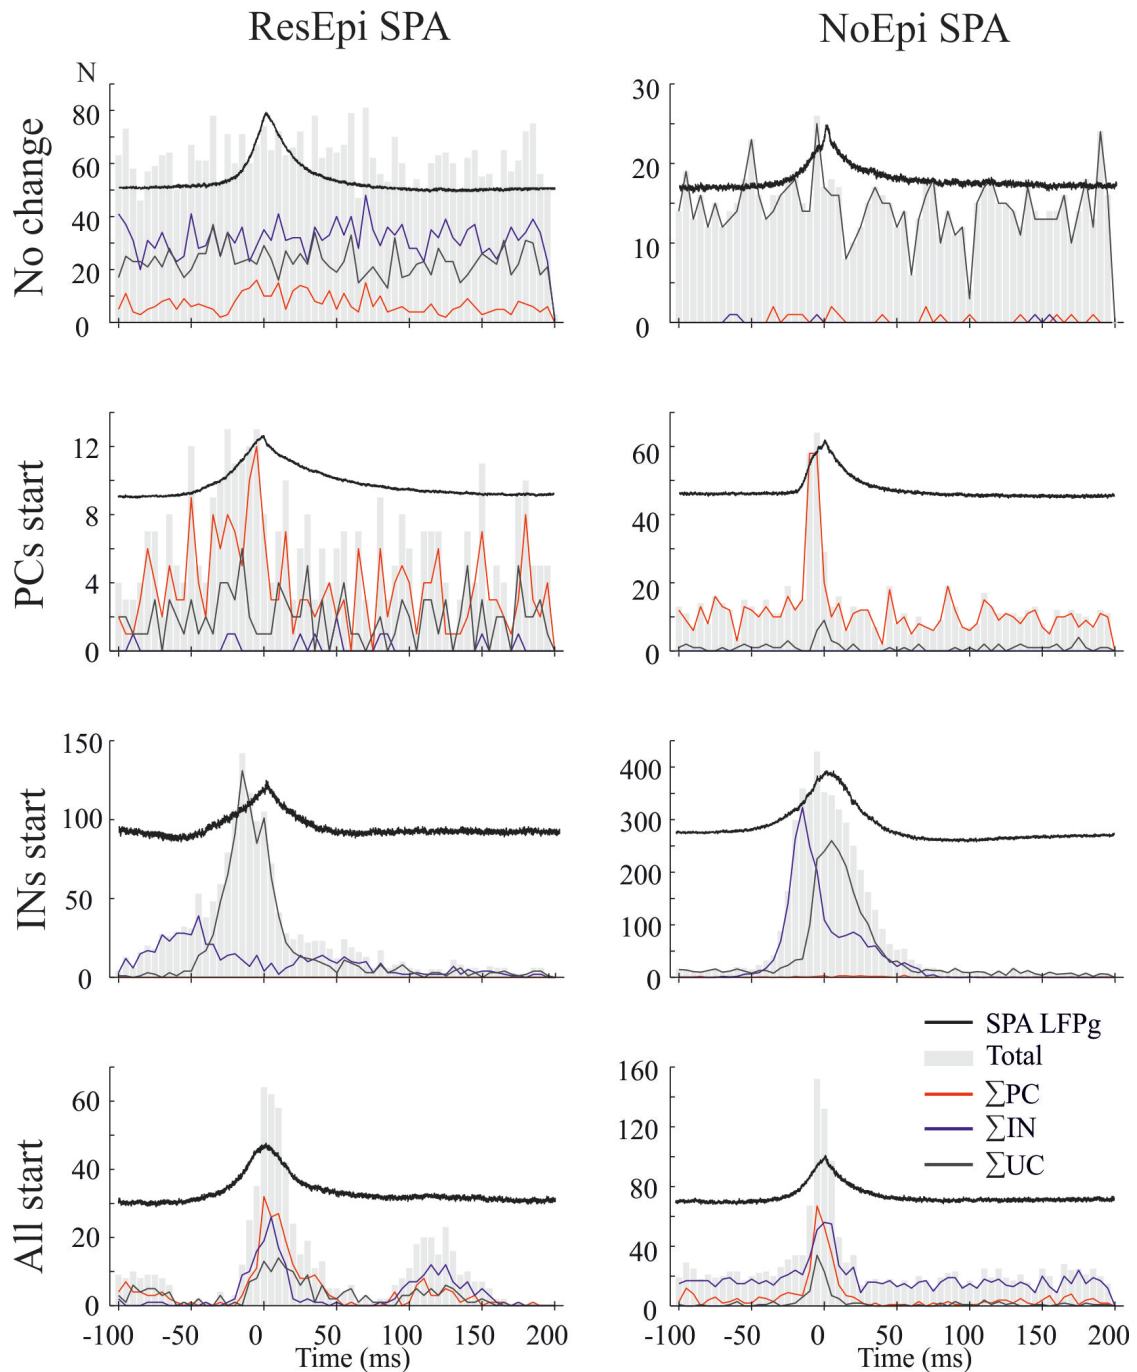 ResEpi SPA NoEpi SPA
N
No change
80
60
40
20
0
30
20
10
0
PCs start
12
8
4
0
60
40
20
0
INs start
150
100
50
0
400
300
200
100
0
SPA LFPg
Total
∑PC
∑IN
∑UC
All start
60
40
20
0
160
120
80
40
0
-100 -50 0 50 100 150 200
Time (ms)
-100 -50 0 50 100 150 200
Time (ms)